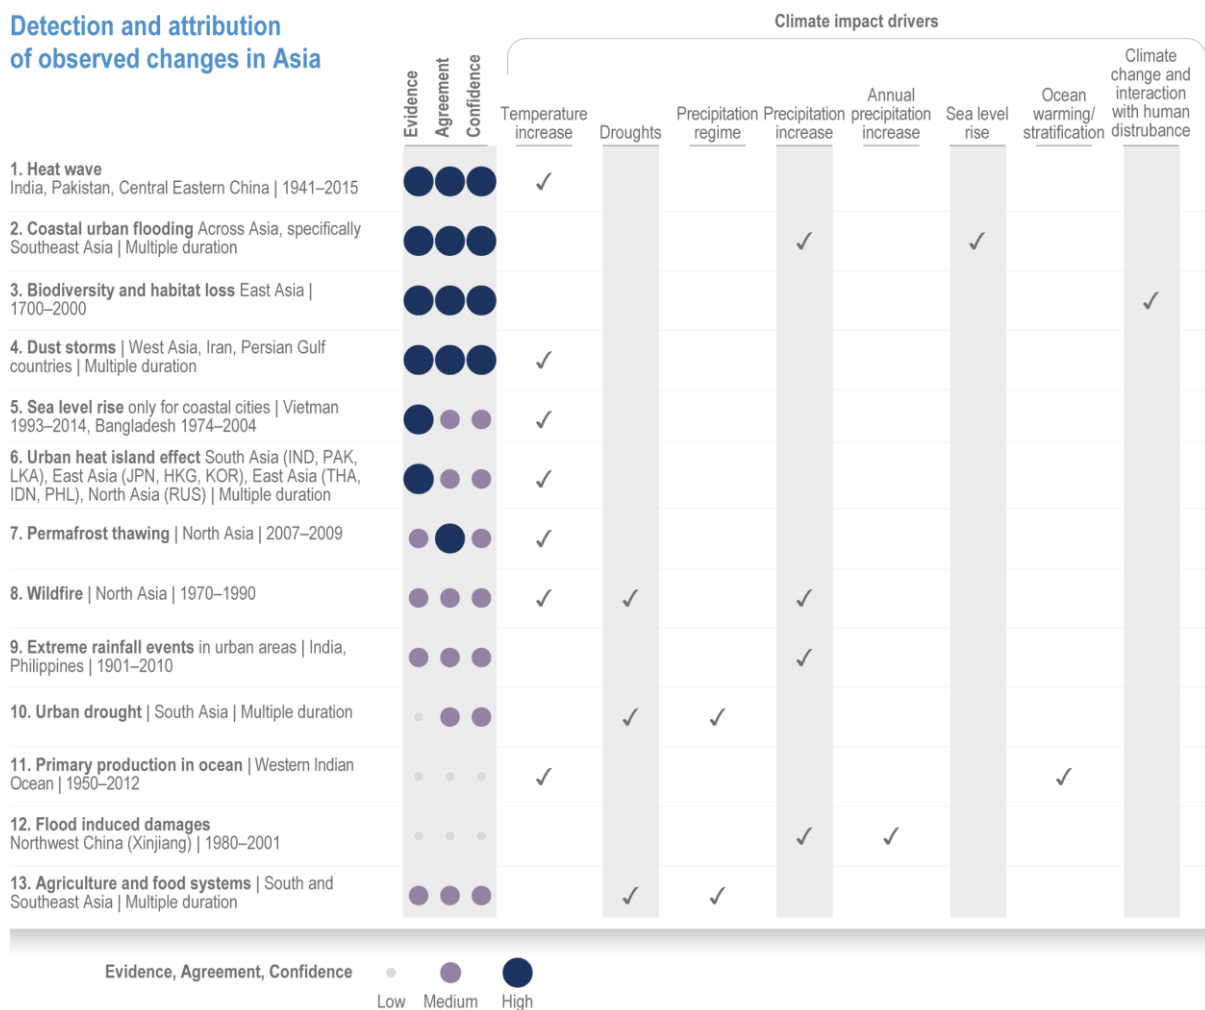 Detection and attribution
of observed changes in Asia
Climate impact drivers
Evidence
Agreement
Confidence
Temperature
increase
Droughts
Precipitation
regime
Precipitation
increase
Annual
precipitation
increase
Sea level
rise
Ocean
warming/
stratification
Climate
change and
interaction
with human
distrubance
1. Heat wave
India, Pakistan, Central Eastern China | 1941–2015
2. Coastal urban flooding Across Asia, specifically
Southeast Asia | Multiple duration
3. Biodiversity and habitat loss East Asia |
1700–2000
4. Dust storms | West Asia, Iran, Persian Gulf
countries | Multiple duration
5. Sea level rise only for coastal cities | Vietman
1993–2014, Bangladesh 1974–2004
6. Urban heat island effect South Asia (IND, PAK,
LKA), East Asia (JPN, HKG, KOR), East Asia (THA,
IDN, PHL), North Asia (RUS) | Multiple duration
7. Permafrost thawing | North Asia | 2007–2009
8. Wildfire | North Asia | 1970–1990
9. Extreme rainfall events in urban areas | India,
Philippines | 1901–2010
10. Urban drought | South Asia | Multiple duration
11. Primary production in ocean | Western Indian
Ocean | 1950–2012
12. Flood induced damages
Northwest China (Xinjiang) | 1980–2001
13. Agriculture and food systems | South and
Southeast Asia | Multiple duration
Evidence, Agreement, Confidence
Low Medium High